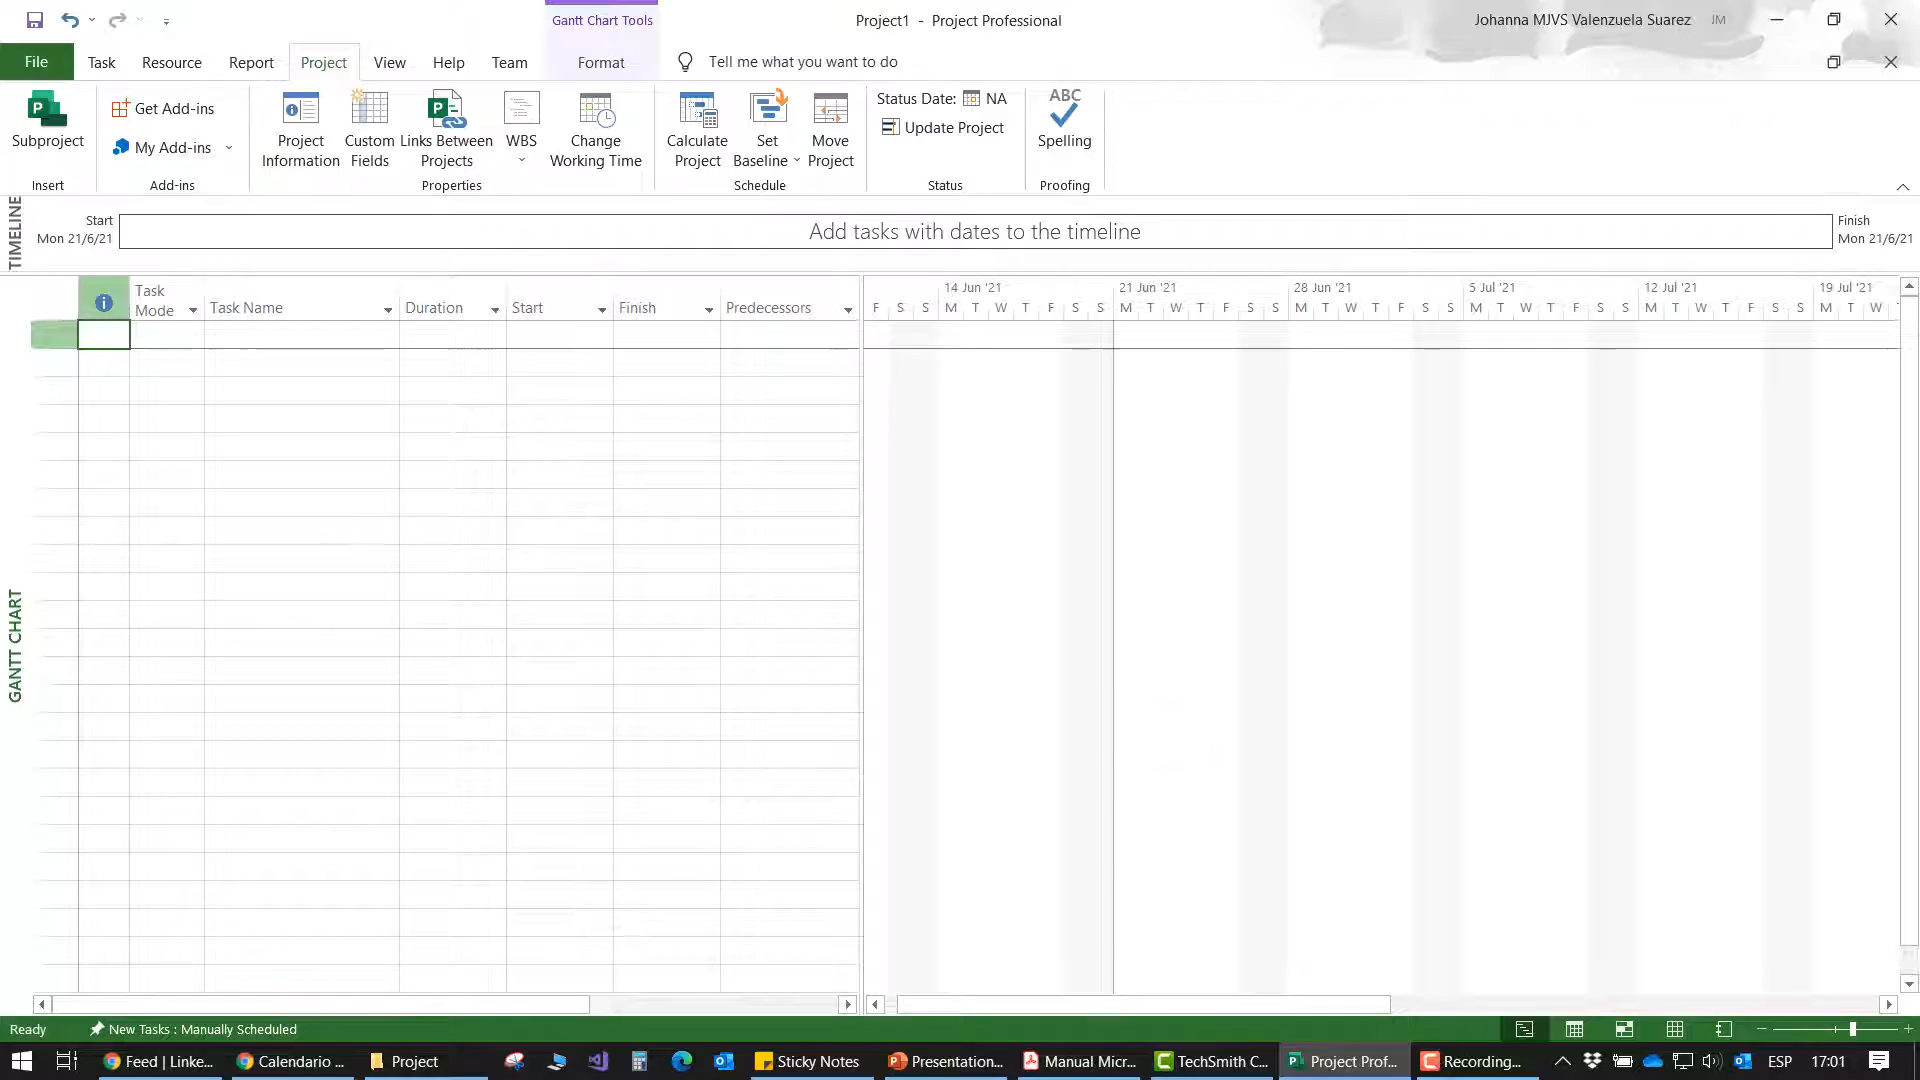 Gantt Chart Tools
Project1 - Project Professional
Johanna MJVS Valenzuela Suarez JM
File Task Resource Report Project View Help Team Format Tell me what you want to do
Subproject
Insert
Get Add-ins
My Add-ins
Add-ins
Project Information
Custom Fields
Links Between Projects
WBS
Change Working Time
Properties
Calculate Project
Set Baseline
Move Project
Schedule
Status Date: NA
Update Project
Status
ABC
Spelling
Proofing
TIMELINE
Start
Mon 21/6/21
Add tasks with dates to the timeline
Finish
Mon 21/6/21
Task Mode Task Name Duration Start Finish Predecessors
14 Jun '21 21 Jun '21 28 Jun '21 5 Jul '21 12 Jul '21 19 Jul '21
F S S M T W T F S S M T W T F S S M T W T F S S M T W T F S S M T W T F S S M T W
GANTT CHART
Ready New Tasks : Manually Scheduled
Feed | Linke... Calendario ... Project Sticky Notes Presentation... Manual Micr... TechSmith C... Project Prof... Recording... ESP 17:01